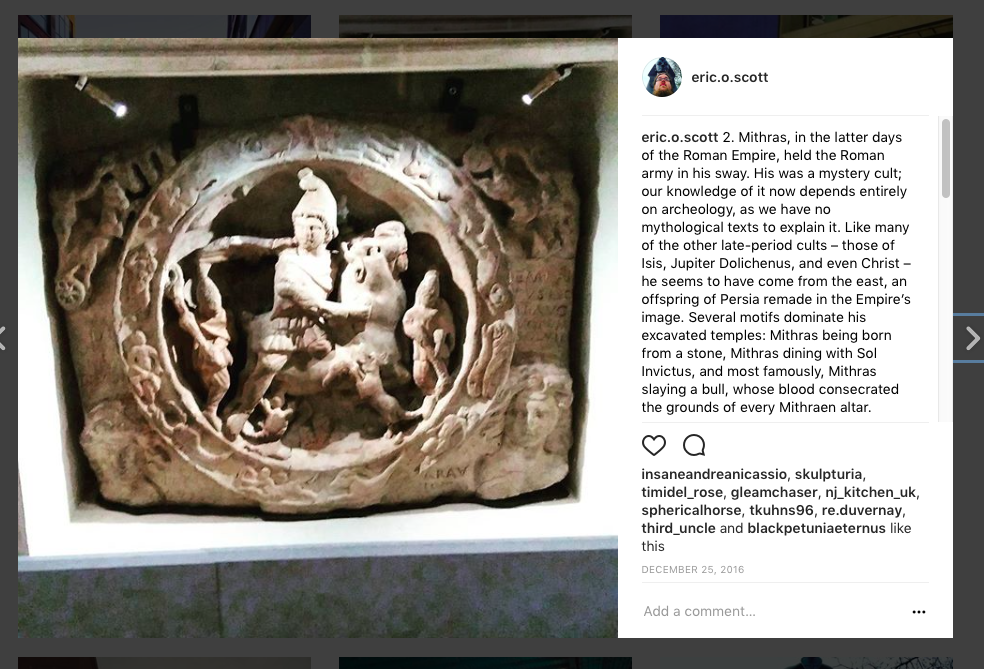 eric.o.scott
eric.o.scott 2. Mithras, in the latter days
of the Roman Empire, held the Roman
army in his sway. His was a mystery cult;
our knowledge of it now depends entirely
on archeology, as we have no
mythological texts to explain it. Like many
of the other late-period cults – those of
Isis, Jupiter Dolichenus, and even Christ –
he seems to have come from the east, an
offspring of Persia remade in the Empire's
image. Several motifs dominate his
excavated temples: Mithras being born
from a stone, Mithras dining with Sol
Invictus, and most famously, Mithras
slaying a bull, whose blood consecrated
the grounds of every Mithraen altar.
insaneandreanicassio, skulpturia,
timidel_rose, gleamchaser, nj_kitchen_uk,
sphericalhorse, tkuhns96, re.duvernay,
third_uncle and blackpetuniaeternus like
this
DECEMBER 25, 2016
Add a comment...